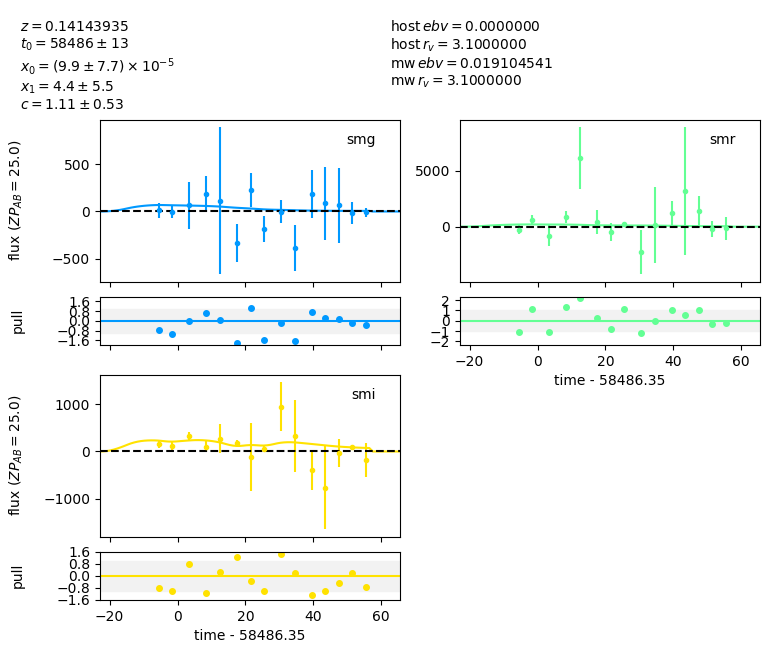 z = 0.14143935
t₀ = 58486 ± 13
x₀ = (9.9 ± 7.7) × 10⁻⁵
x₁ = 4.4 ± 5.5
c = 1.11 ± 0.53
host ebv = 0.0000000
host r_v = 3.1000000
mw ebv = 0.019104541
mw r_v = 3.1000000
smg
500
0
−500
flux (ZP_AB = 25.0)
1.6
0.8
0.0
−0.8
−1.6
pull
smr
5000
0
2
1
0
−1
−2
−20 0 20 40 60
time - 58486.35
smi
1000
0
−1000
flux (ZP_AB = 25.0)
1.6
0.8
0.0
−0.8
−1.6
pull
−20 0 20 40 60
time - 58486.35